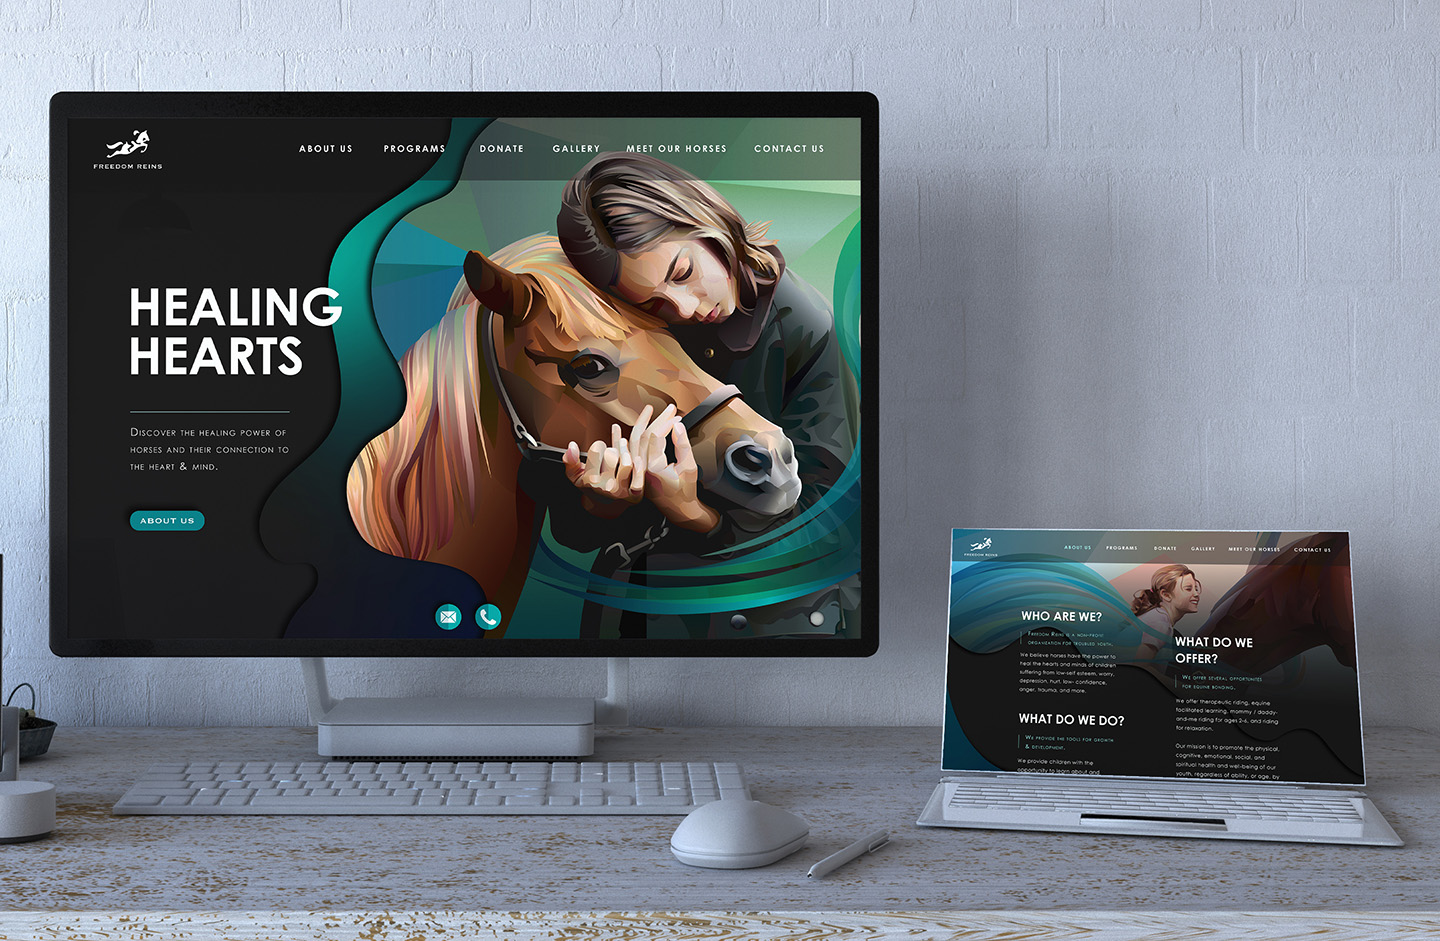 FREEDOM REINS
ABOUT US PROGRAMS DONATE GALLERY MEET OUR HORSES CONTACT US
HEALING
HEARTS
DISCOVER THE HEALING POWER OF
HORSES AND THEIR CONNECTION TO
THE HEART & MIND.
ABOUT US
FREEDOM REINS
ABOUT US PROGRAMS DONATE GALLERY MEET OUR HORSES CONTACT US
WHO ARE WE?
FREEDOM REINS IS A NON-PROFIT
ORGANIZATION FOR TROUBLED YOUTH.
We believe horses have the power to
heal the hearts and minds of children
suffering from low-self esteem, worry,
depression, hurt, low- confidence,
anger, trauma, and more.
WHAT DO WE DO?
WE PROVIDE THE TOOLS FOR GROWTH
& DEVELOPMENT.
We provide children with the
opportunity to learn about and
WHAT DO WE
OFFER?
WE OFFER SEVERAL OPPORTUNITES
FOR EQUINE BONDING.
We offer therapeutic riding, equine
facilitated learning, mommy / daddy-
and-me riding for ages 2-6, and riding
for relaxation.
Our mission is to promote the physical,
cognitive, emotional, social, and
spiritual health and well-being of our
youth, regardless of ability, or age, by